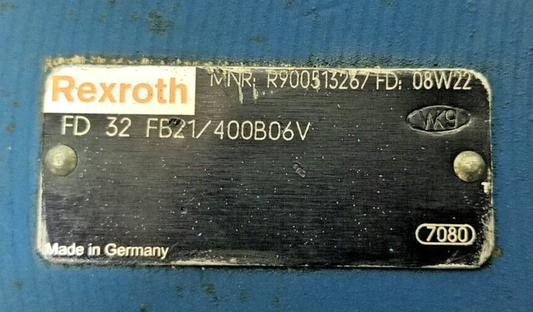 Rexroth MNR: R900513267 FD: 08W22
FD 32 FB21/400B06V
7080
Made in Germany